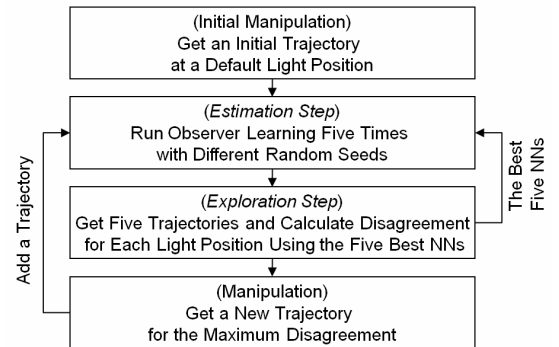 (Initial Manipulation)
Get an Initial Trajectory
at a Default Light Position
(Estimation Step)
Run Observer Learning Five Times
with Different Random Seeds
(Exploration Step)
Get Five Trajectories and Calculate Disagreement
for Each Light Position Using the Five Best NNs
(Manipulation)
Get a New Trajectory
for the Maximum Disagreement
Add a Trajectory
The Best
Five NNs